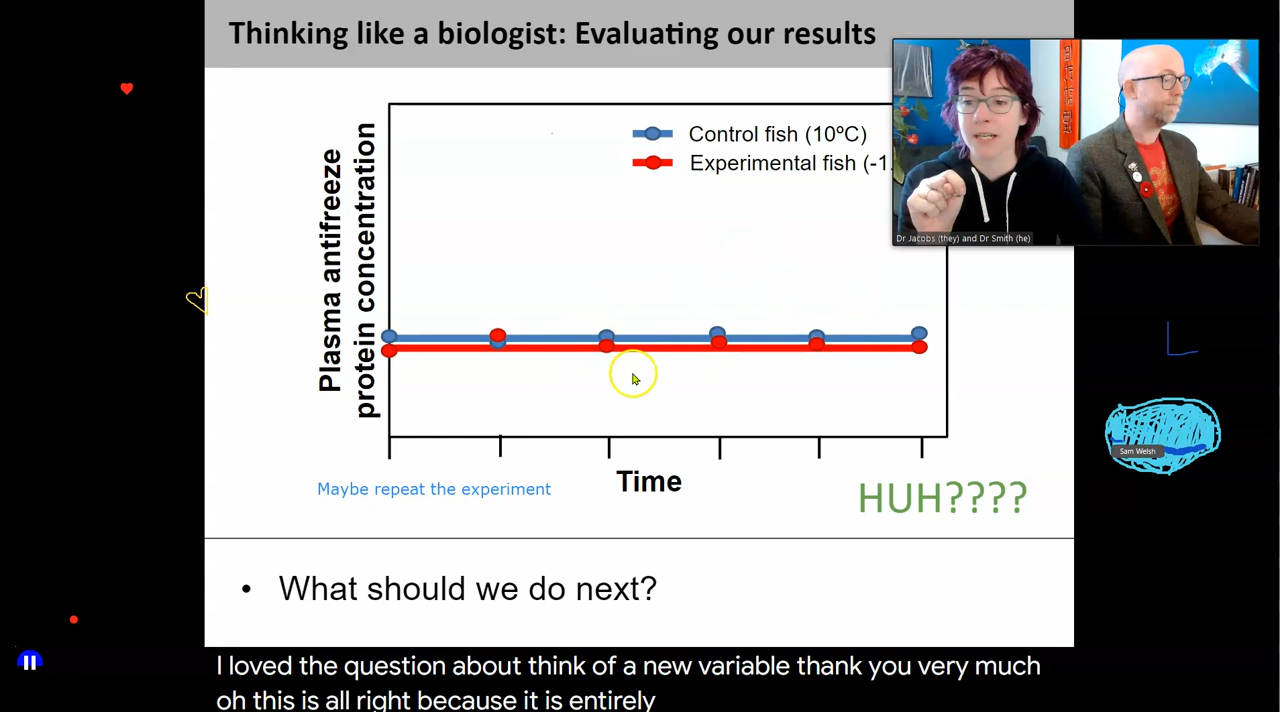 Thinking like a biologist: Evaluating our results
Plasma antifreeze
protein concentration
Control fish (10ºC)
Experimental fish (-1.
Dr Jacobs (they) and Dr Smith (he)
L
Sam Welsh
Time
Maybe repeat the experiment
HUH????
• What should we do next?
I loved the question about think of a new variable thank you very much
oh this is all right because it is entirely